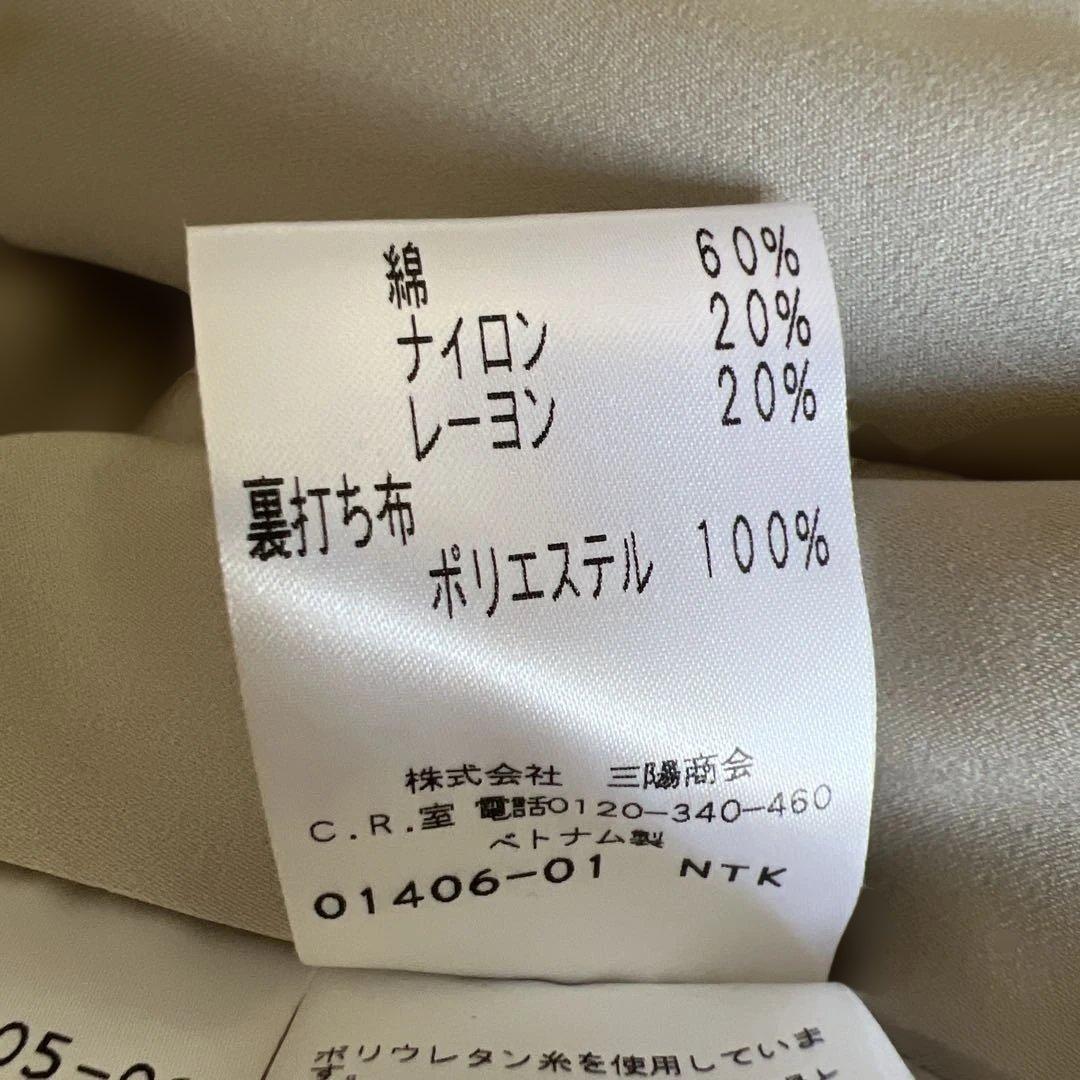 綿 60%
ナイロン 20%
レーヨン 20%
裏打ち布
ポリエステル 100%
株式会社 三陽商会
C.R.室 電話0120-340-460
ベトナム製
01406-01 NTK
05-0
ポリウレタン糸を使用していま
す。